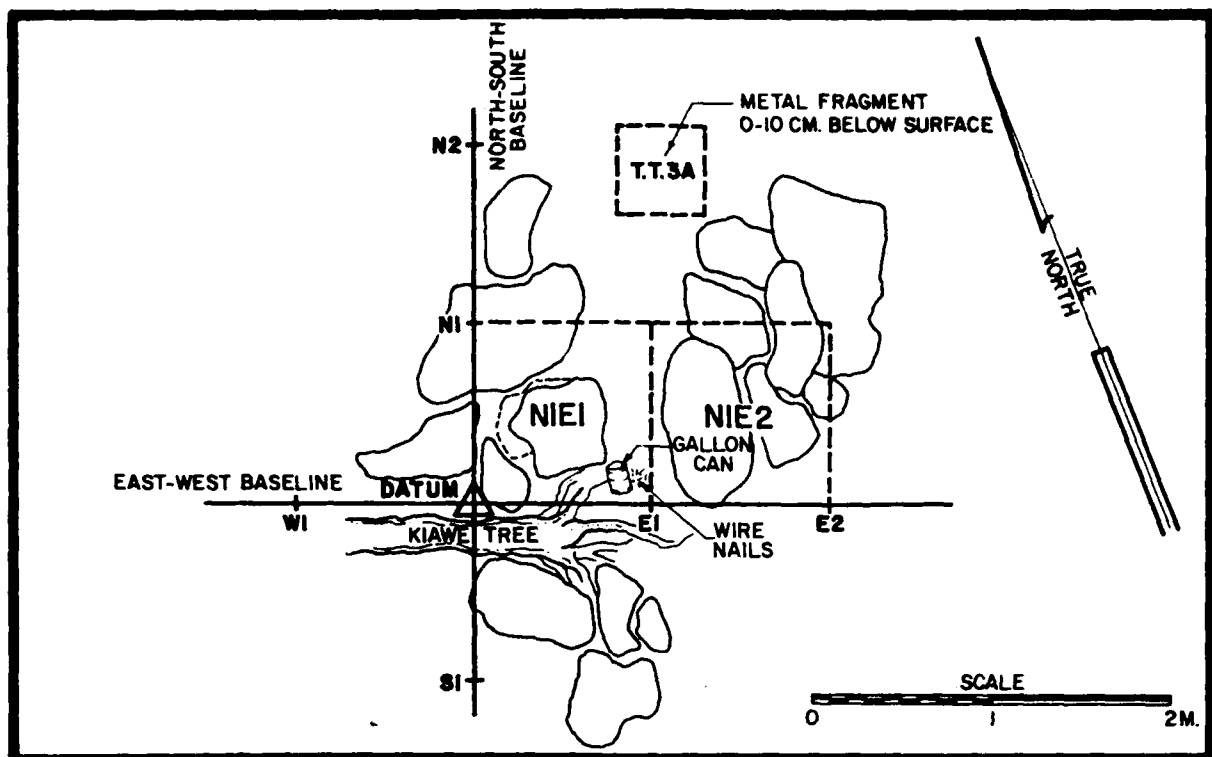 NORTH-SOUTH
BASELINE
METAL FRAGMENT
0-10 CM. BELOW SURFACE
N2
T.T.3A
TRUE
NORTH
N1
N1E1
N1E2
GALLON
CAN
EAST-WEST BASELINE
DATUM
W1
E1
E2
KIAWE TREE
WIRE
NAILS
S1
SCALE
0
1
2M.